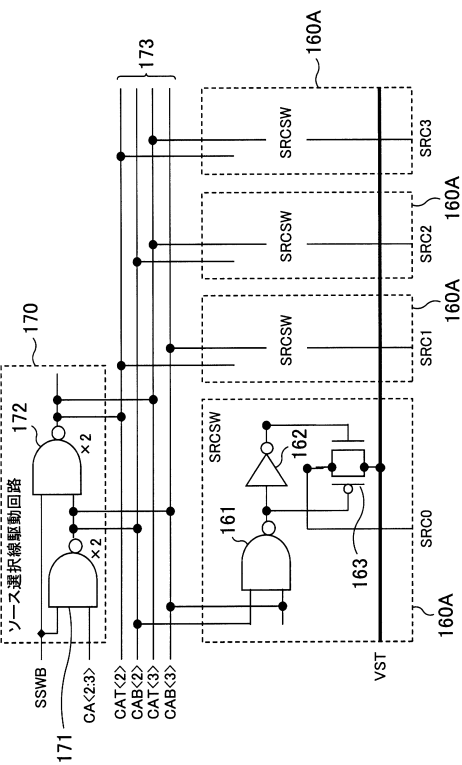 ソース選択線駆動回路
170
171
172
×2
×2
SSWB
CA<2:3>
173
CAT<2>
CAB<2>
CAT<3>
CAB<3>
SRCSW
161
162
163
SRC0
160A
SRCSW
SRC1
160A
SRCSW
SRC2
160A
SRCSW
SRC3
160A
VST